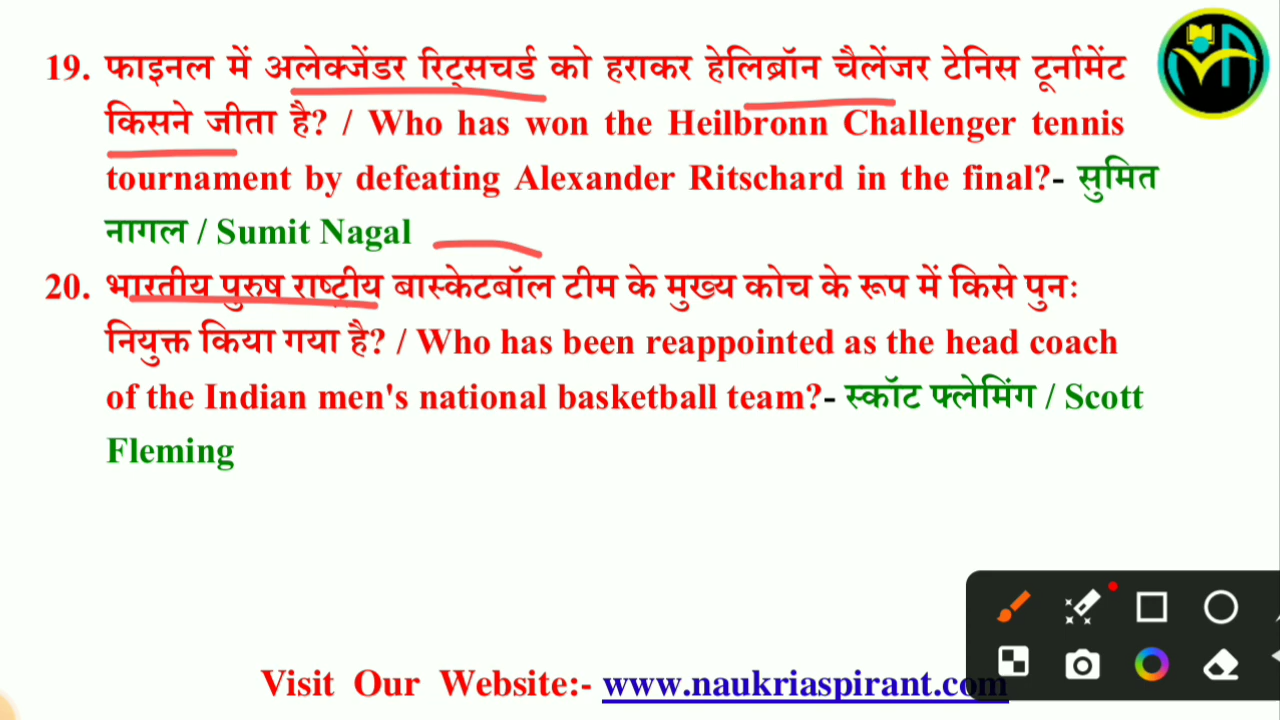 19. फाइनल में अलेक्जेंडर रिट्सचर्ड को हराकर हेलिब्रॉन चैलेंजर टेनिस टूर्नामेंट
किसने जीता है? / Who has won the Heilbronn Challenger tennis
tournament by defeating Alexander Ritschard in the final?- सुमित
नागल / Sumit Nagal
20. भारतीय पुरुष राष्ट्रीय बास्केटबॉल टीम के मुख्य कोच के रूप में किसे पुनः
नियुक्त किया गया है? / Who has been reappointed as the head coach
of the Indian men's national basketball team?- स्कॉट फ्लेमिंग / Scott
Fleming
Visit Our Website:- www.naukriaspirant.com